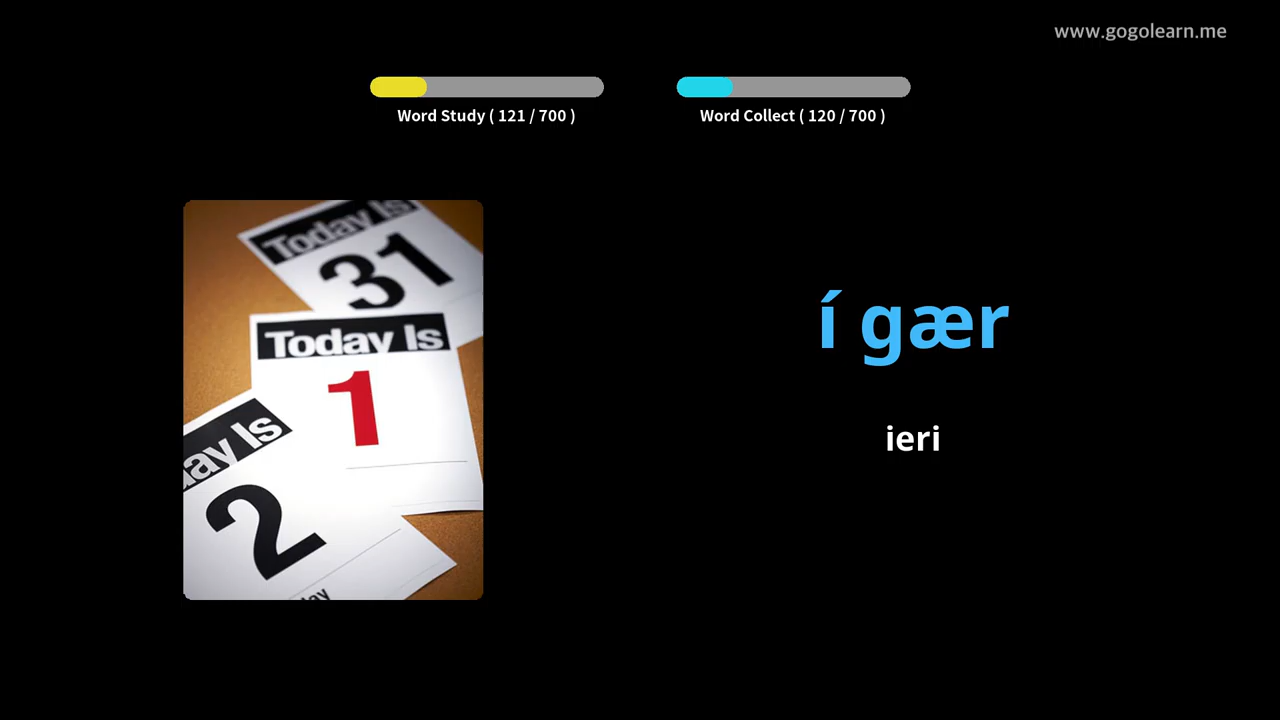 www.gogolearn.me
Word Study ( 121 / 700 )
Word Collect ( 120 / 700 )
Today Is
31
Today Is
1
ay Is
2
í gær
ieri